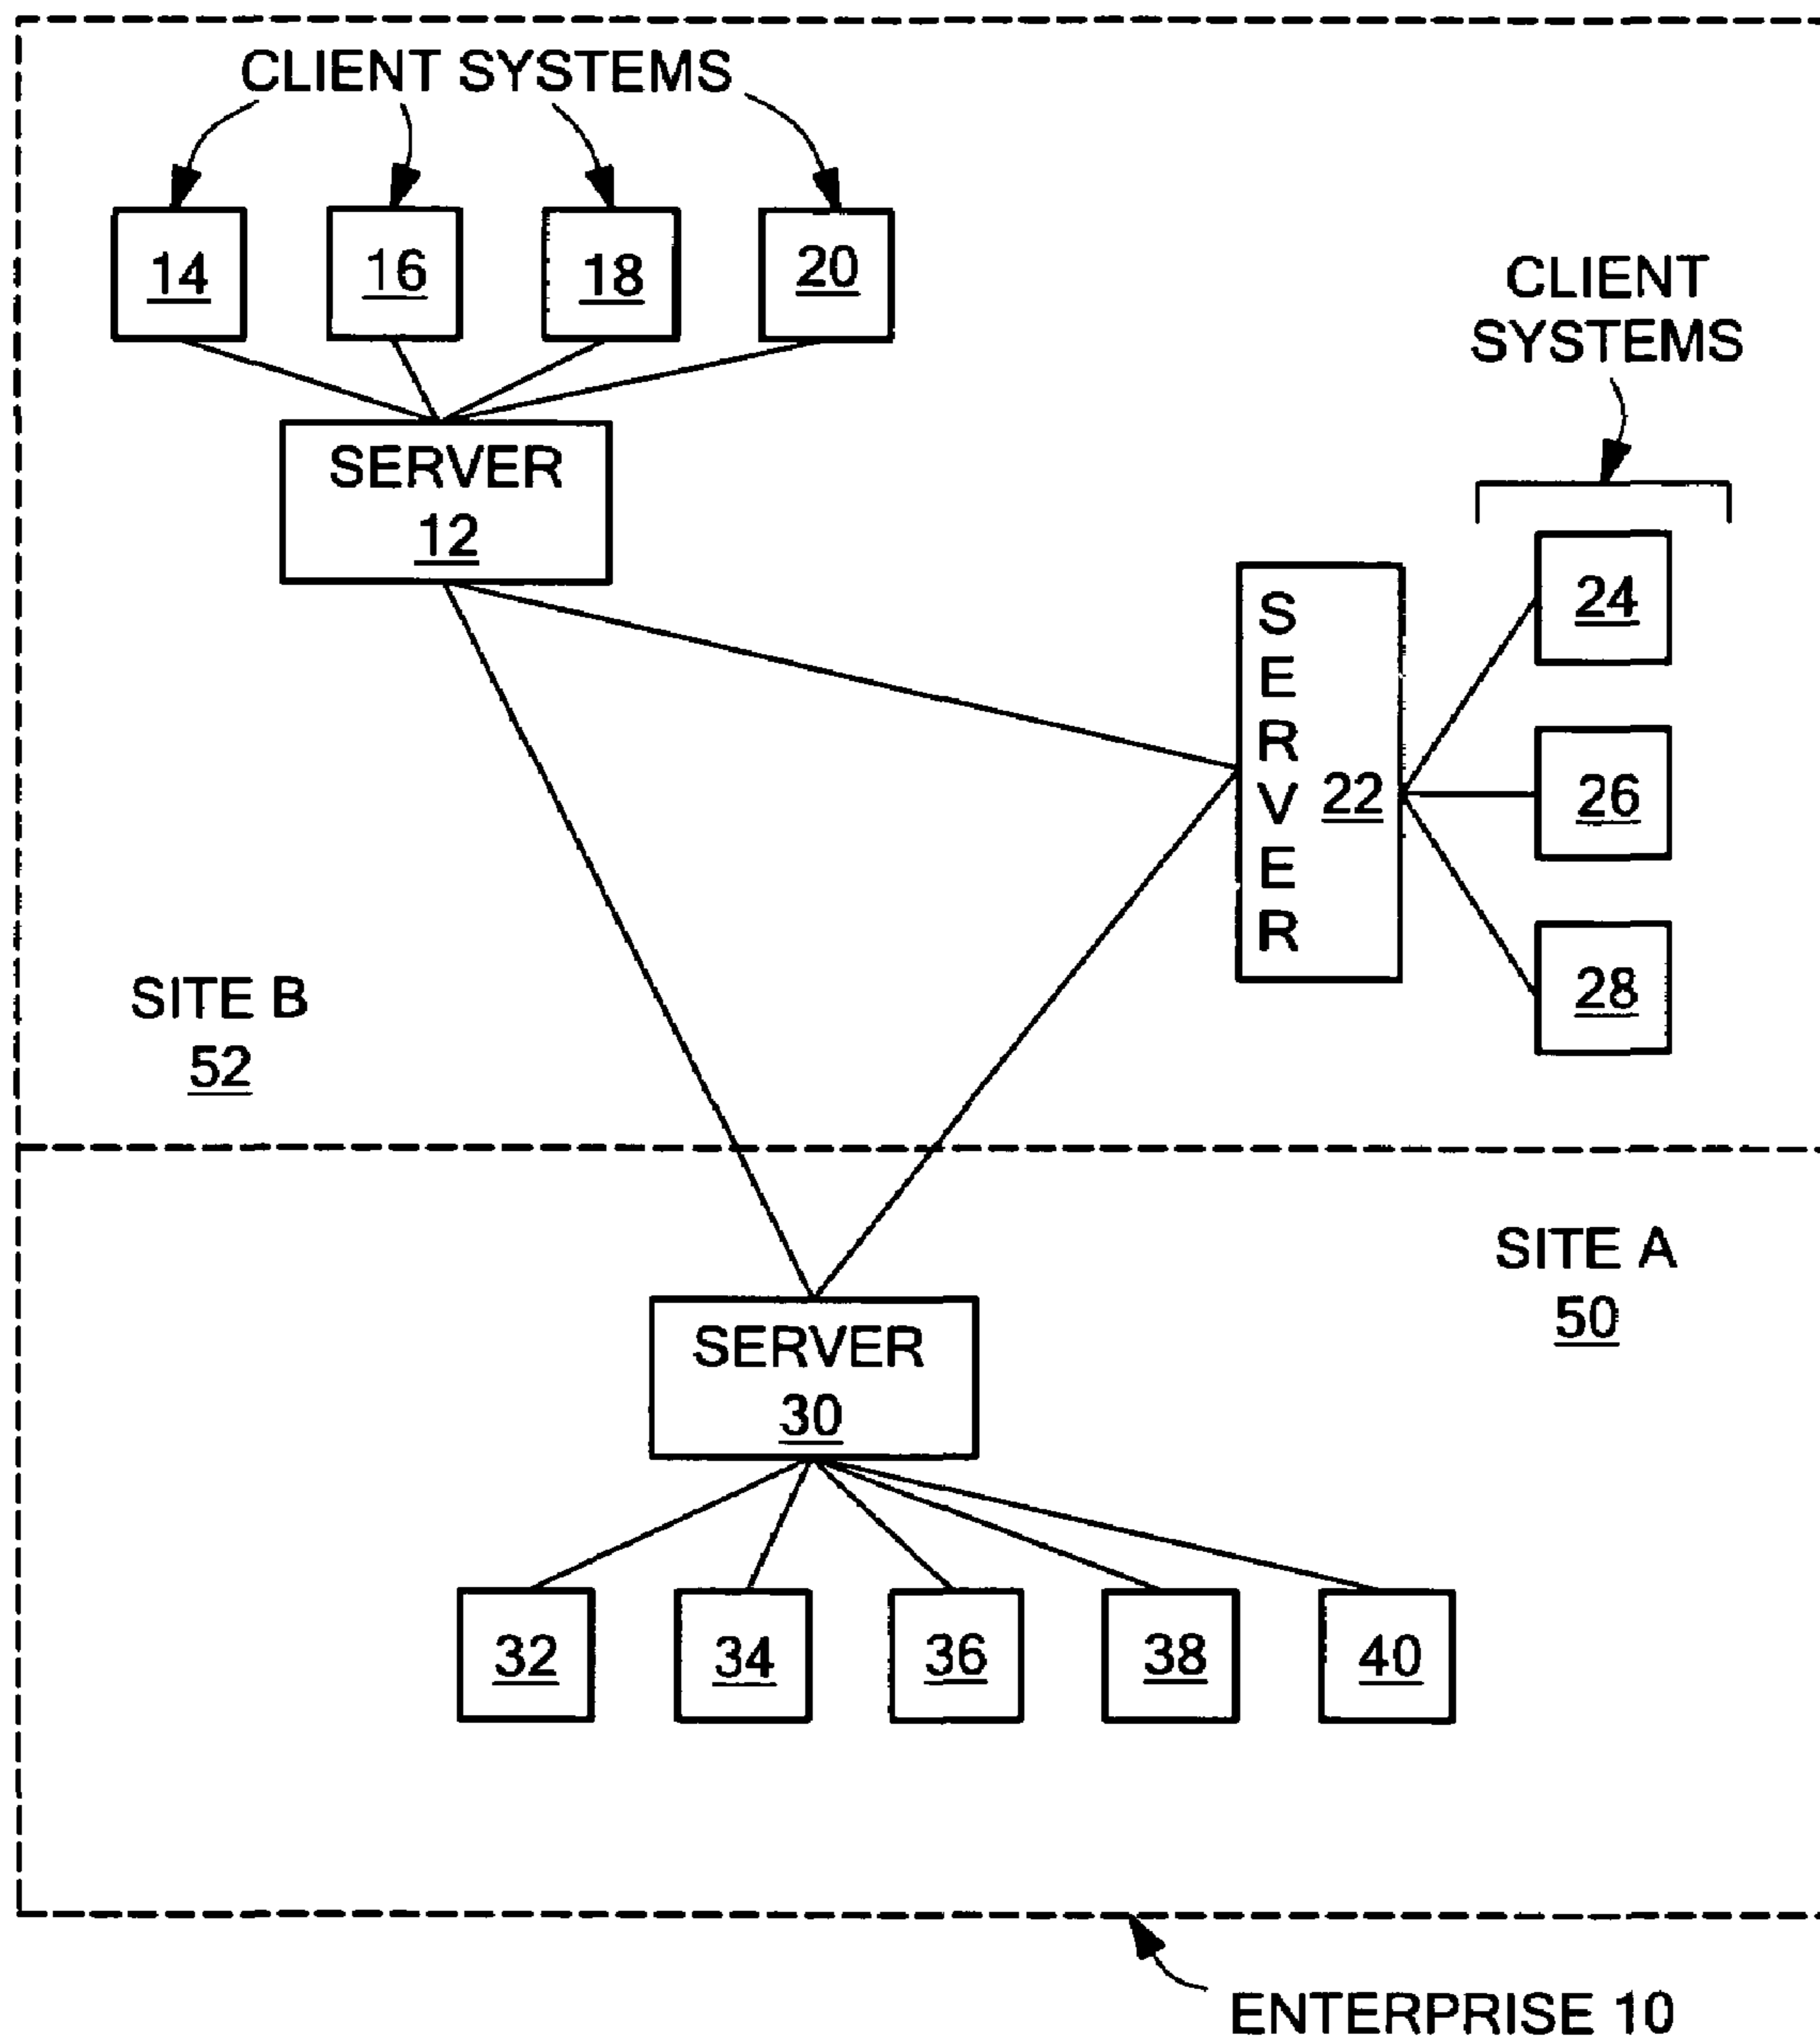 CLIENT SYSTEMS
14
16
18
20
CLIENT
SYSTEMS
SERVER
12
SERVER
22
24
26
28
SITE B
52
SITE A
50
SERVER
30
32
34
36
38
40
ENTERPRISE 10